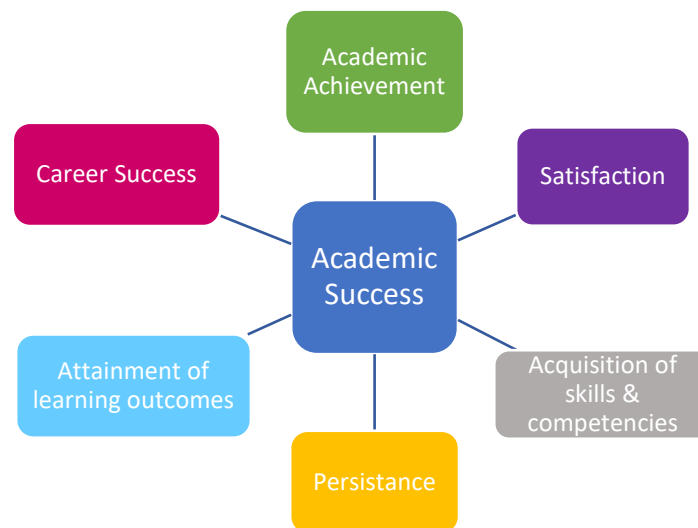 Academic
Achievement
Career Success
Satisfaction
Academic
Success
Attainment of
learning outcomes
Acquisition of
skills &
competencies
Persistance